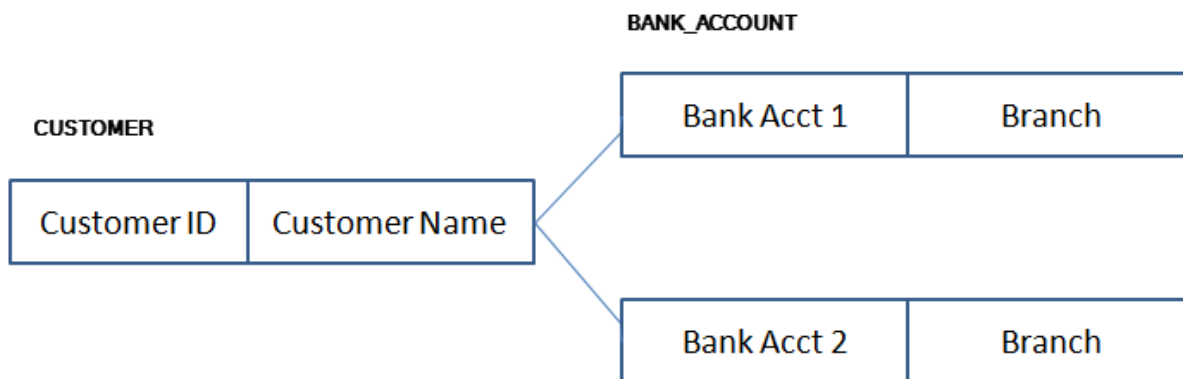 BANK_ACCOUNT
Bank Acct 1 Branch
CUSTOMER
Customer ID Customer Name
Bank Acct 2 Branch